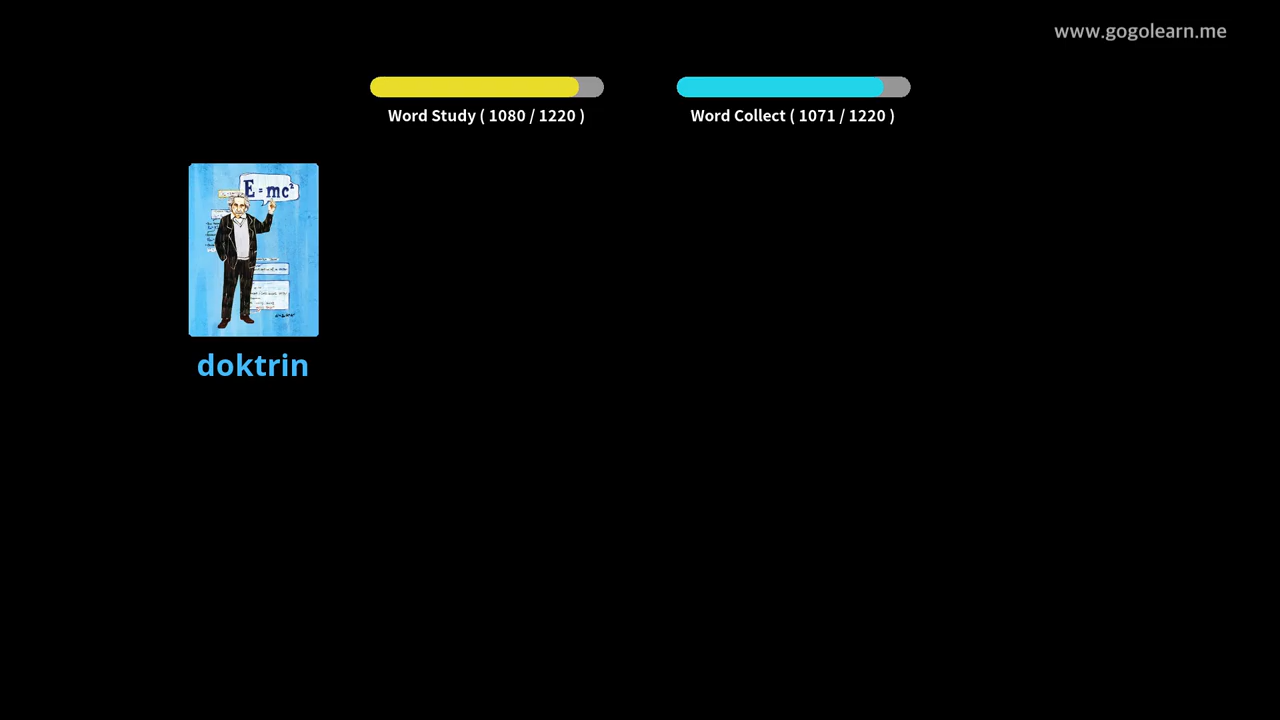 www.gogolearn.me
Word Study ( 1080 / 1220 )
Word Collect ( 1071 / 1220 )
E = mc²
doktrin